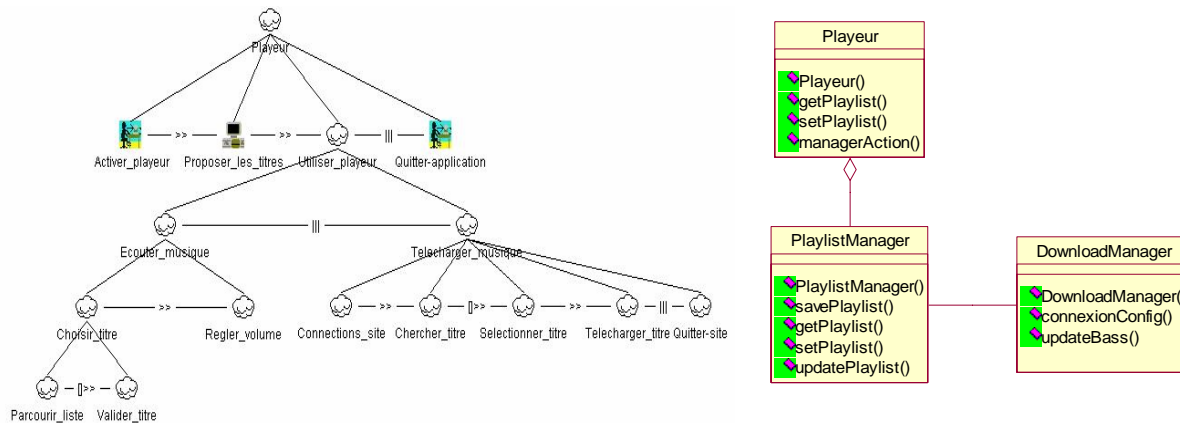 Playeur
>> >> |||
Activer_playeur Proposer_les_titres Utiliser_playeur Quitter-application
|||
Ecouter_musique Telecharger_musique
>> >> []>> >> |||
Choisir_titre Regler_volume Connections_site Chercher_titre Selectionner_titre Telecharger_titre Quitter-site
[]>>
Parcourir_liste Valider_titre
Playeur
Playeur()
getPlaylist()
setPlaylist()
managerAction()
PlaylistManager
PlaylistManager()
savePlaylist()
getPlaylist()
setPlaylist()
updatePlaylist()
DownloadManager
DownloadManager(
connexionConfig()
updateBass()